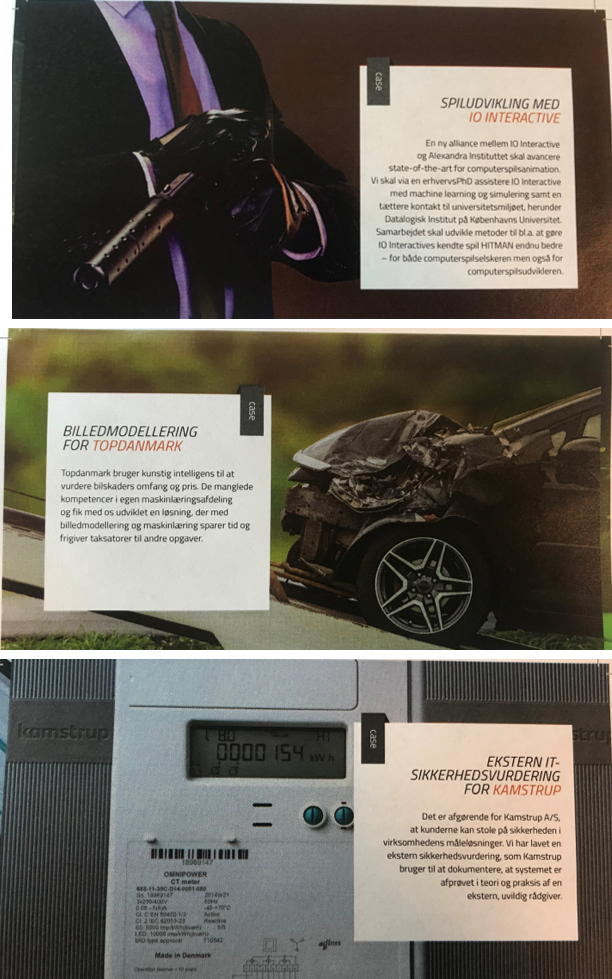 case
SPILUDVIKLING MED
IO INTERACTIVE
En ny alliance mellem IO Interactive
og Alexandra Instituttet skal avancere
state-of-the-art for computerspilsanimation.
Vi skal via en erhvervsPhD assistere IO Interactive
med machine learning og simulering samt en
tættere kontakt til universitetsmiljøet, herunder
Datalogisk Institut på Københavns Universitet.
Samarbejdet skal udvikle metoder til bl.a. at gøre
IO Interactives kendte spil HITMAN endnu bedre
– for både computerspilselskeren men også for
computerspilsudvikleren.
case
BILLEDMODELLERING
FOR TOPDANMARK
Topdanmark bruger kunstig intelligens til at
vurdere bilskaders omfang og pris. De manglede
kompetencer i egen maskinlæringsafdeling
og fik med os udviklet en løsning, der med
billedmodellering og maskinlæring sparer tid og
frigiver taksatorer til andre opgaver.
kamstrup
0000154 kWh
18969147
OMNIPOWER
CT meter
Made in Denmark
case
EKSTERN IT-
SIKKERHEDSVURDERING
FOR KAMSTRUP
Det er afgørende for Kamstrup A/S,
at kunderne kan stole på sikkerheden i
virksomhedens måleløsninger. Vi har lavet en
ekstern sikkerhedsvurdering, som Kamstrup
bruger til at dokumentere, at systemet er
afprøvet i teori og praksis af en
ekstern, uvildig rådgiver.